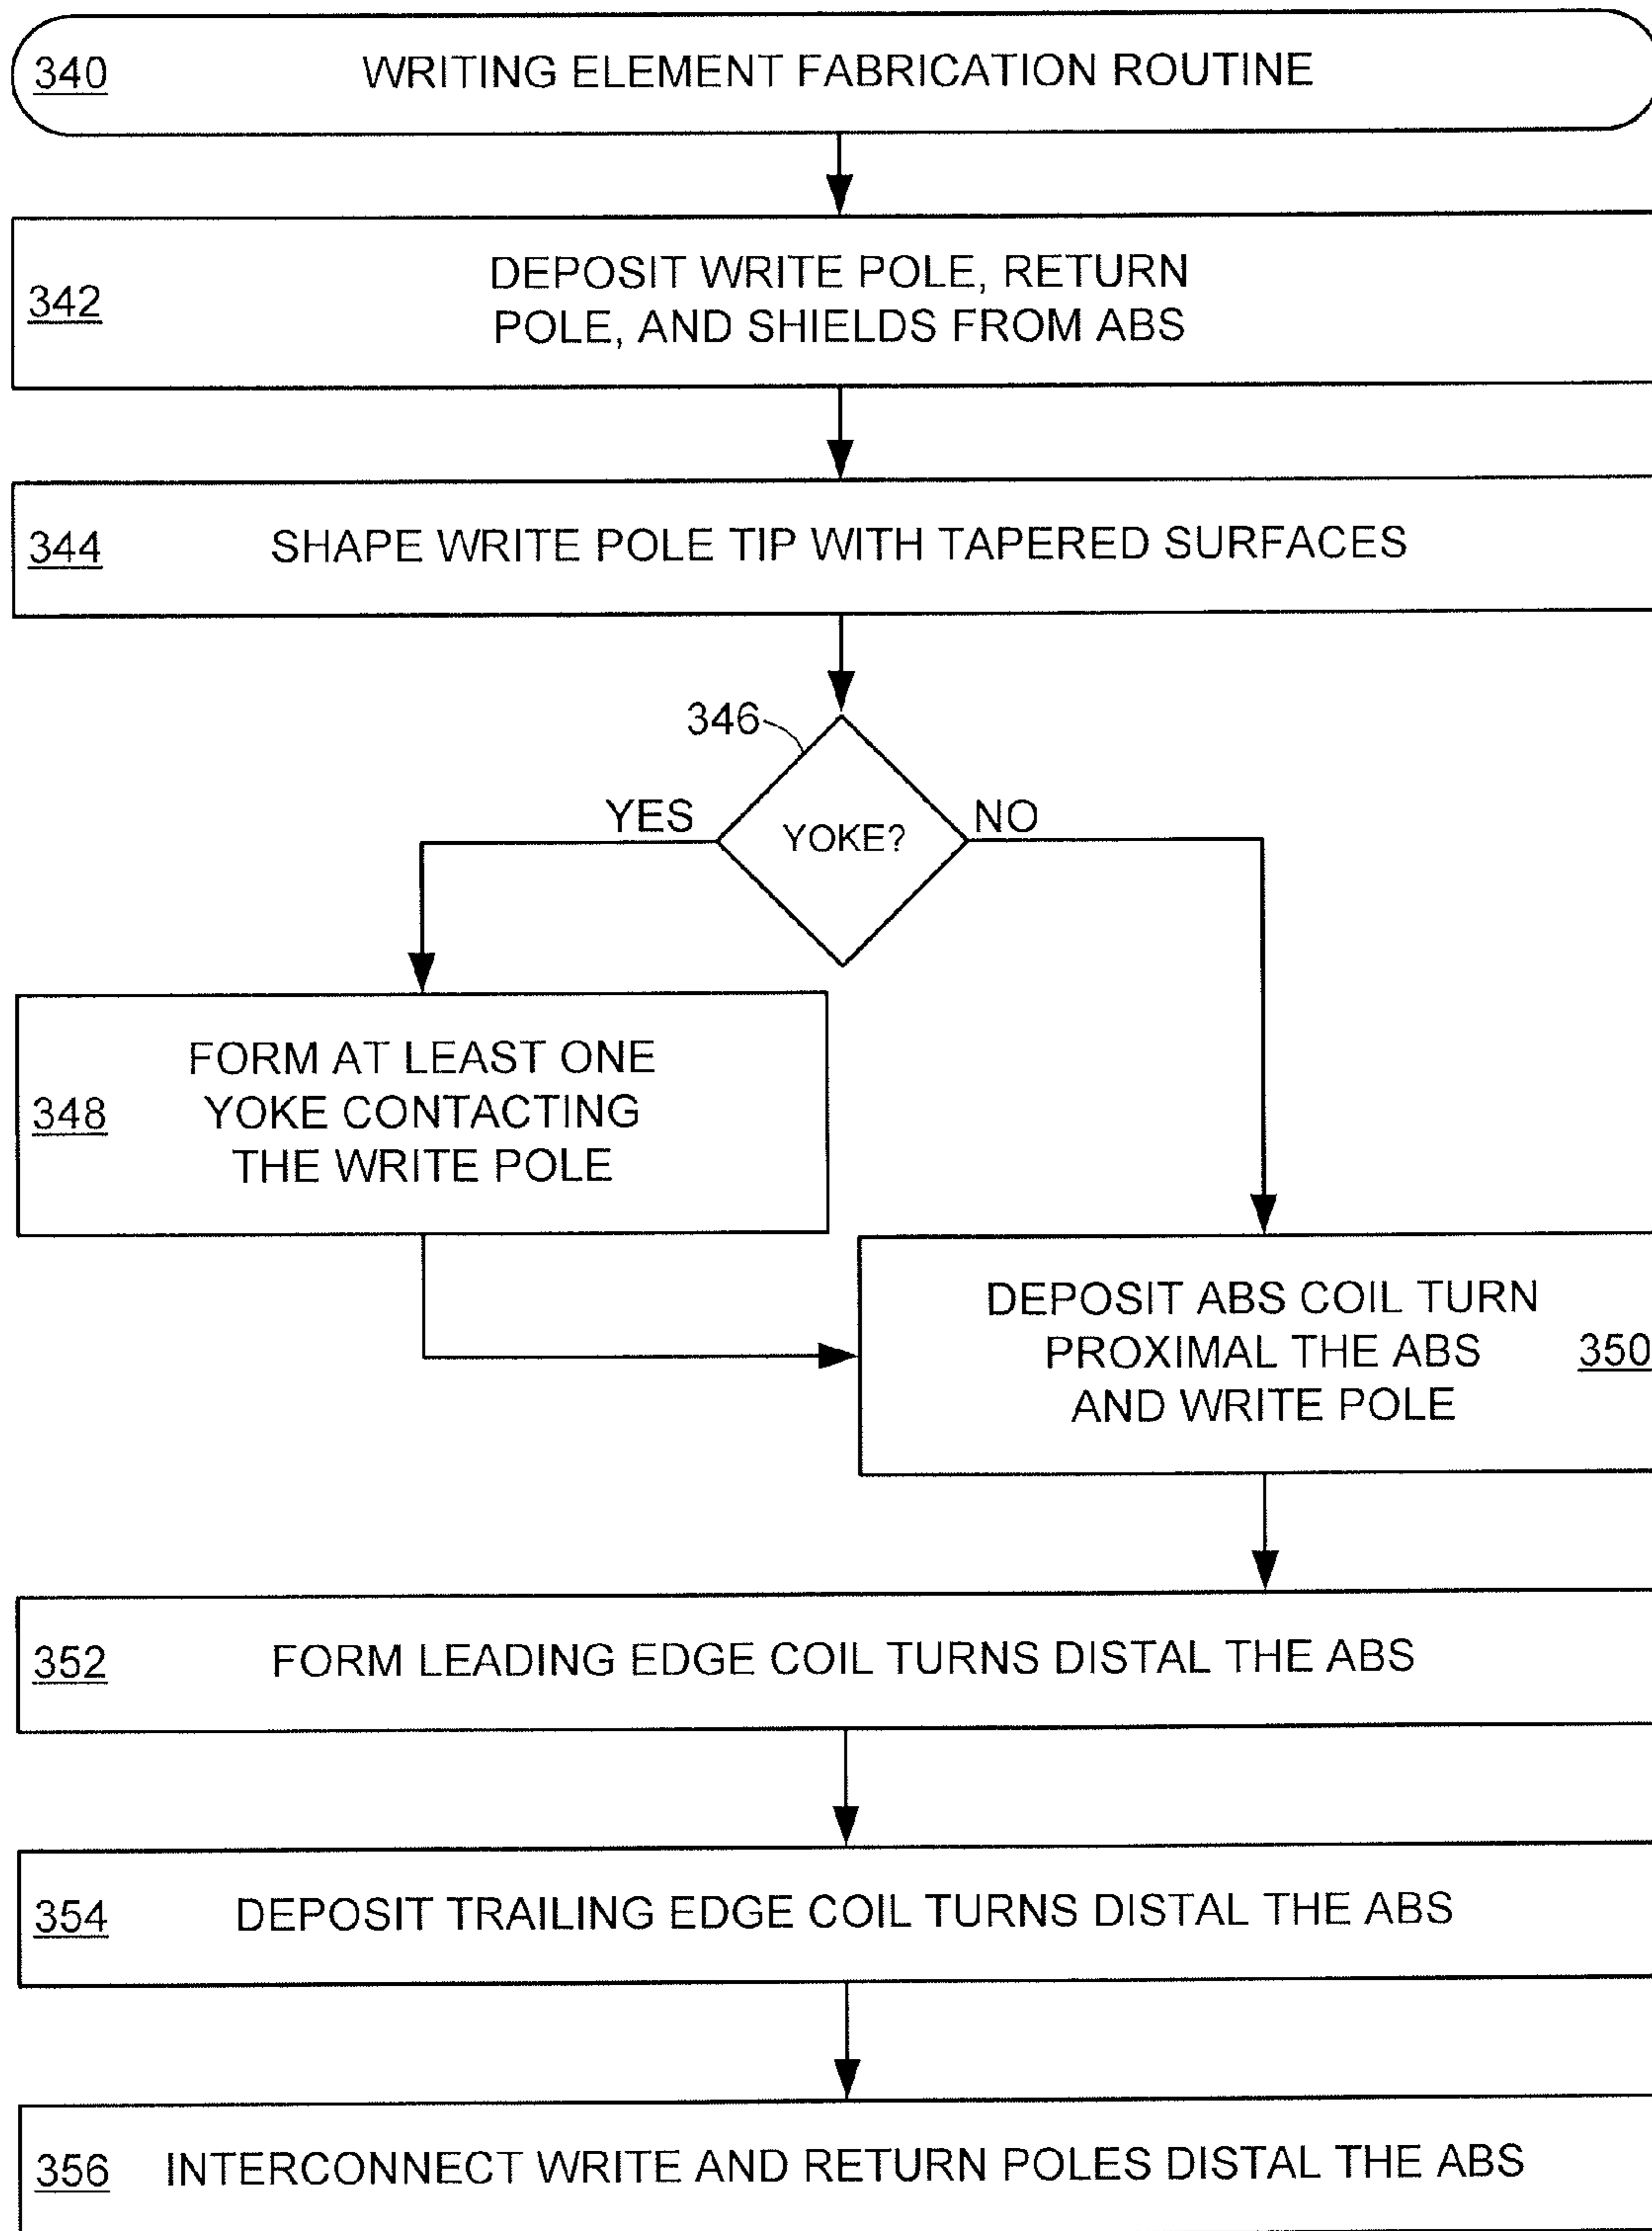 340 WRITING ELEMENT FABRICATION ROUTINE
342
DEPOSIT WRITE POLE, RETURN
POLE, AND SHIELDS FROM ABS
344 SHAPE WRITE POLE TIP WITH TAPERED SURFACES
346
YES
YOKE?
NO
348
FORM AT LEAST ONE
YOKE CONTACTING
THE WRITE POLE
DEPOSIT ABS COIL TURN
PROXIMAL THE ABS
AND WRITE POLE
350
352 FORM LEADING EDGE COIL TURNS DISTAL THE ABS
354 DEPOSIT TRAILING EDGE COIL TURNS DISTAL THE ABS
356 INTERCONNECT WRITE AND RETURN POLES DISTAL THE ABS